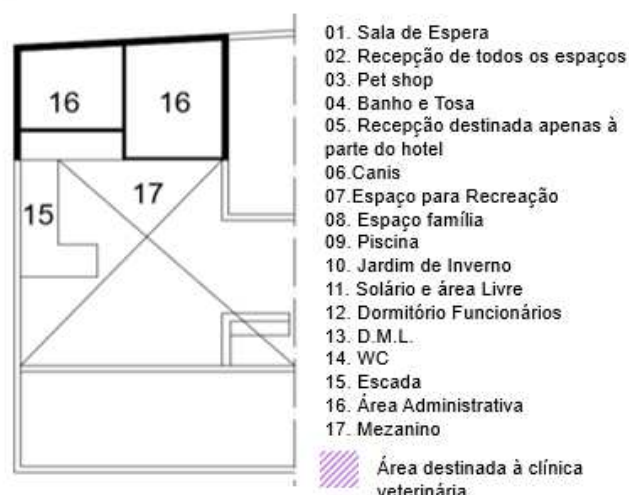 16
16
17
15
01. Sala de Espera
02. Recepção de todos os espaços
03. Pet shop
04. Banho e Tosa
05. Recepção destinada apenas à
parte do hotel
06.Canis
07.Espaço para Recreação
08. Espaço família
09. Piscina
10. Jardim de Inverno
11. Solário e área Livre
12. Dormitório Funcionários
13. D.M.L.
14. WC
15. Escada
16. Área Administrativa
17. Mezanino
Área destinada à clínica
veterinária